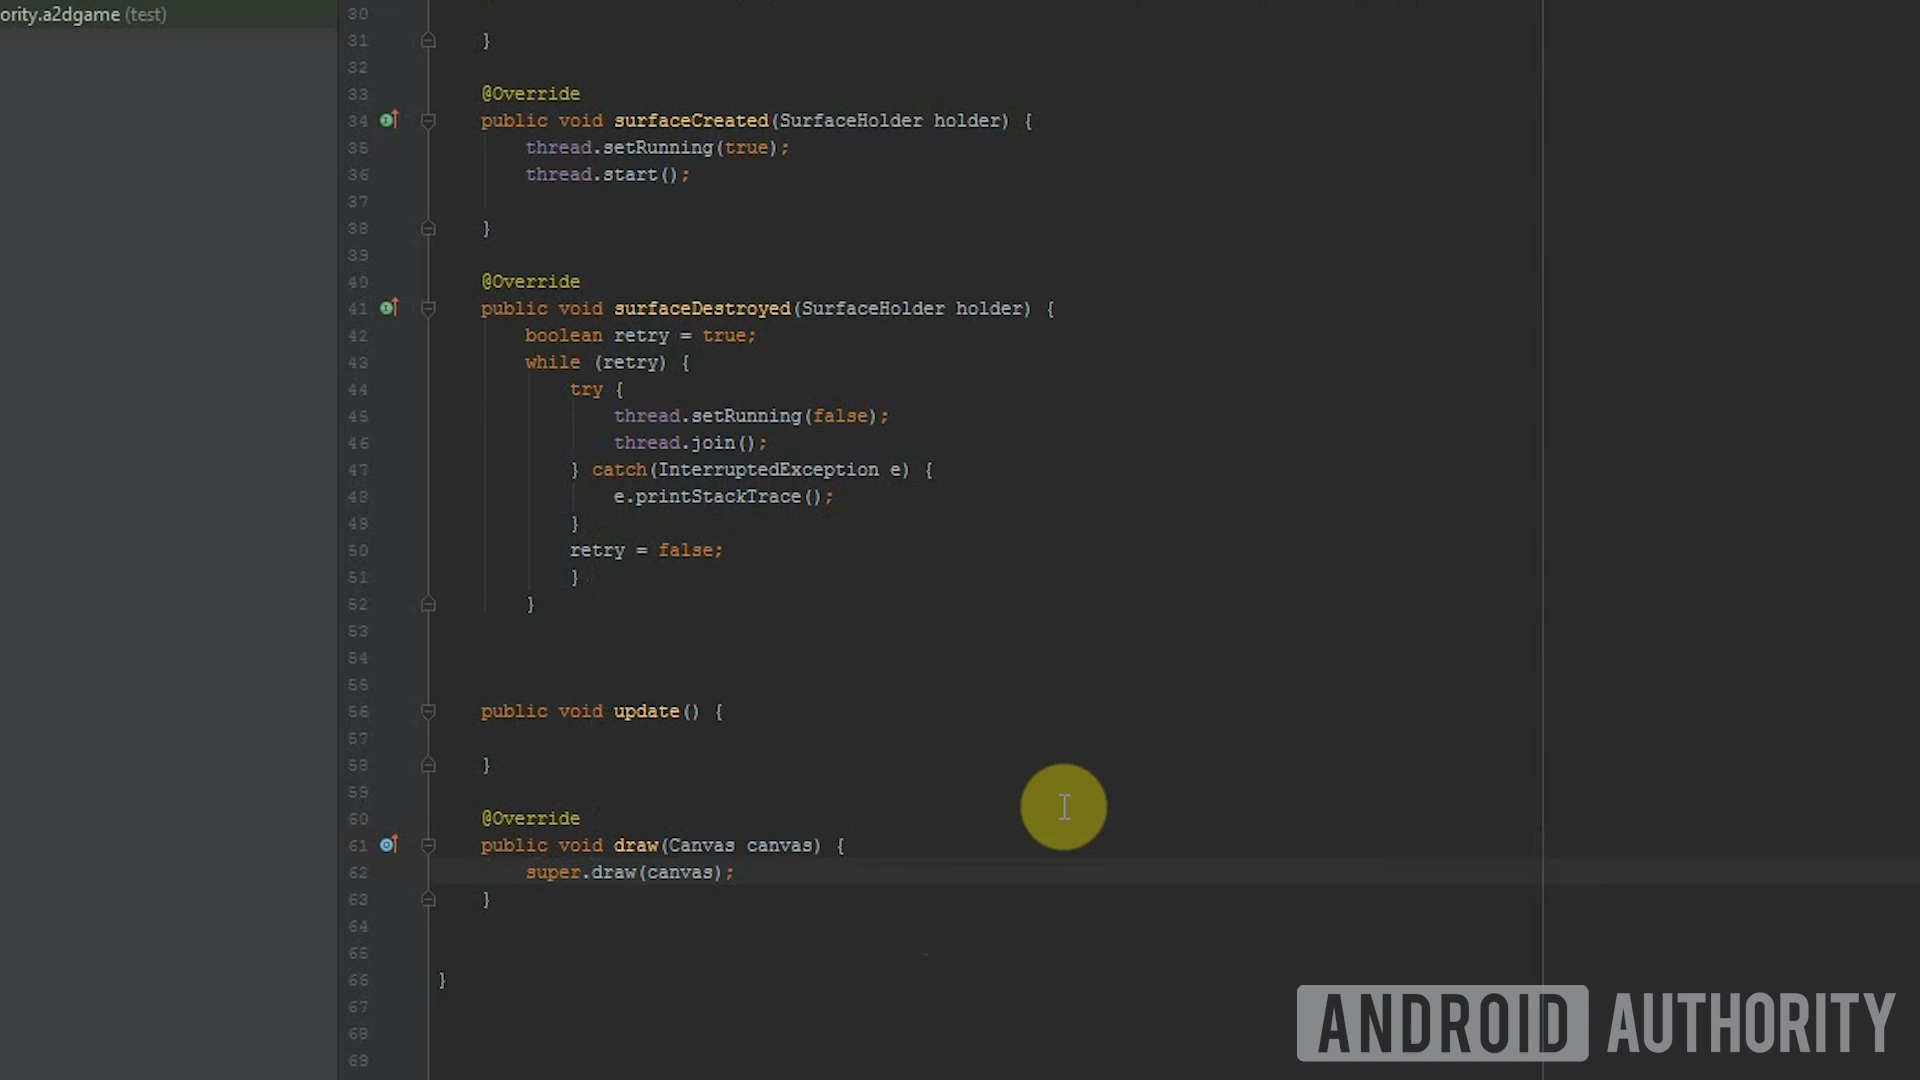 ority.a2dgame (test)
30
31 }
32
33 @Override
34 public void surfaceCreated(SurfaceHolder holder) {
35 thread.setRunning(true);
36 thread.start();
37
38 }
39
40 @Override
41 public void surfaceDestroyed(SurfaceHolder holder) {
42 boolean retry = true;
43 while (retry) {
44 try {
45 thread.setRunning(false);
46 thread.join();
47 } catch(InterruptedException e) {
48 e.printStackTrace();
49 }
50 retry = false;
51 }
52 }
53
54
55
56 public void update() {
57
58 }
59
60 @Override
61 public void draw(Canvas canvas) {
62 super.draw(canvas);
63 }
64
65
66 }
67
68
69
ANDROID AUTHORITY